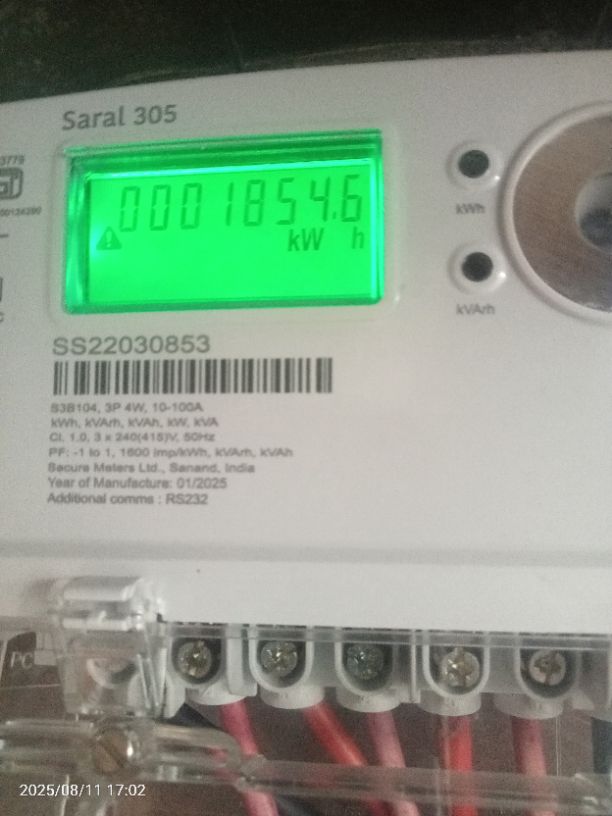 Saral 305
0001854.6
kW h
kWh
kVArh
SS22030853
S3B104, 3P 4W, 10-100A
kWh, kVArh, kVAh, kW, kVA
Cl. 1.0, 3 x 240(415)V, 50Hz
PF: -1 to 1, 1600 imp/kWh, kVArh, kVAh
Secure Meters Ltd., Sanand, India
Year of Manufacture: 01/2025
Additional comms : RS232
PC
2025/08/11 17:02